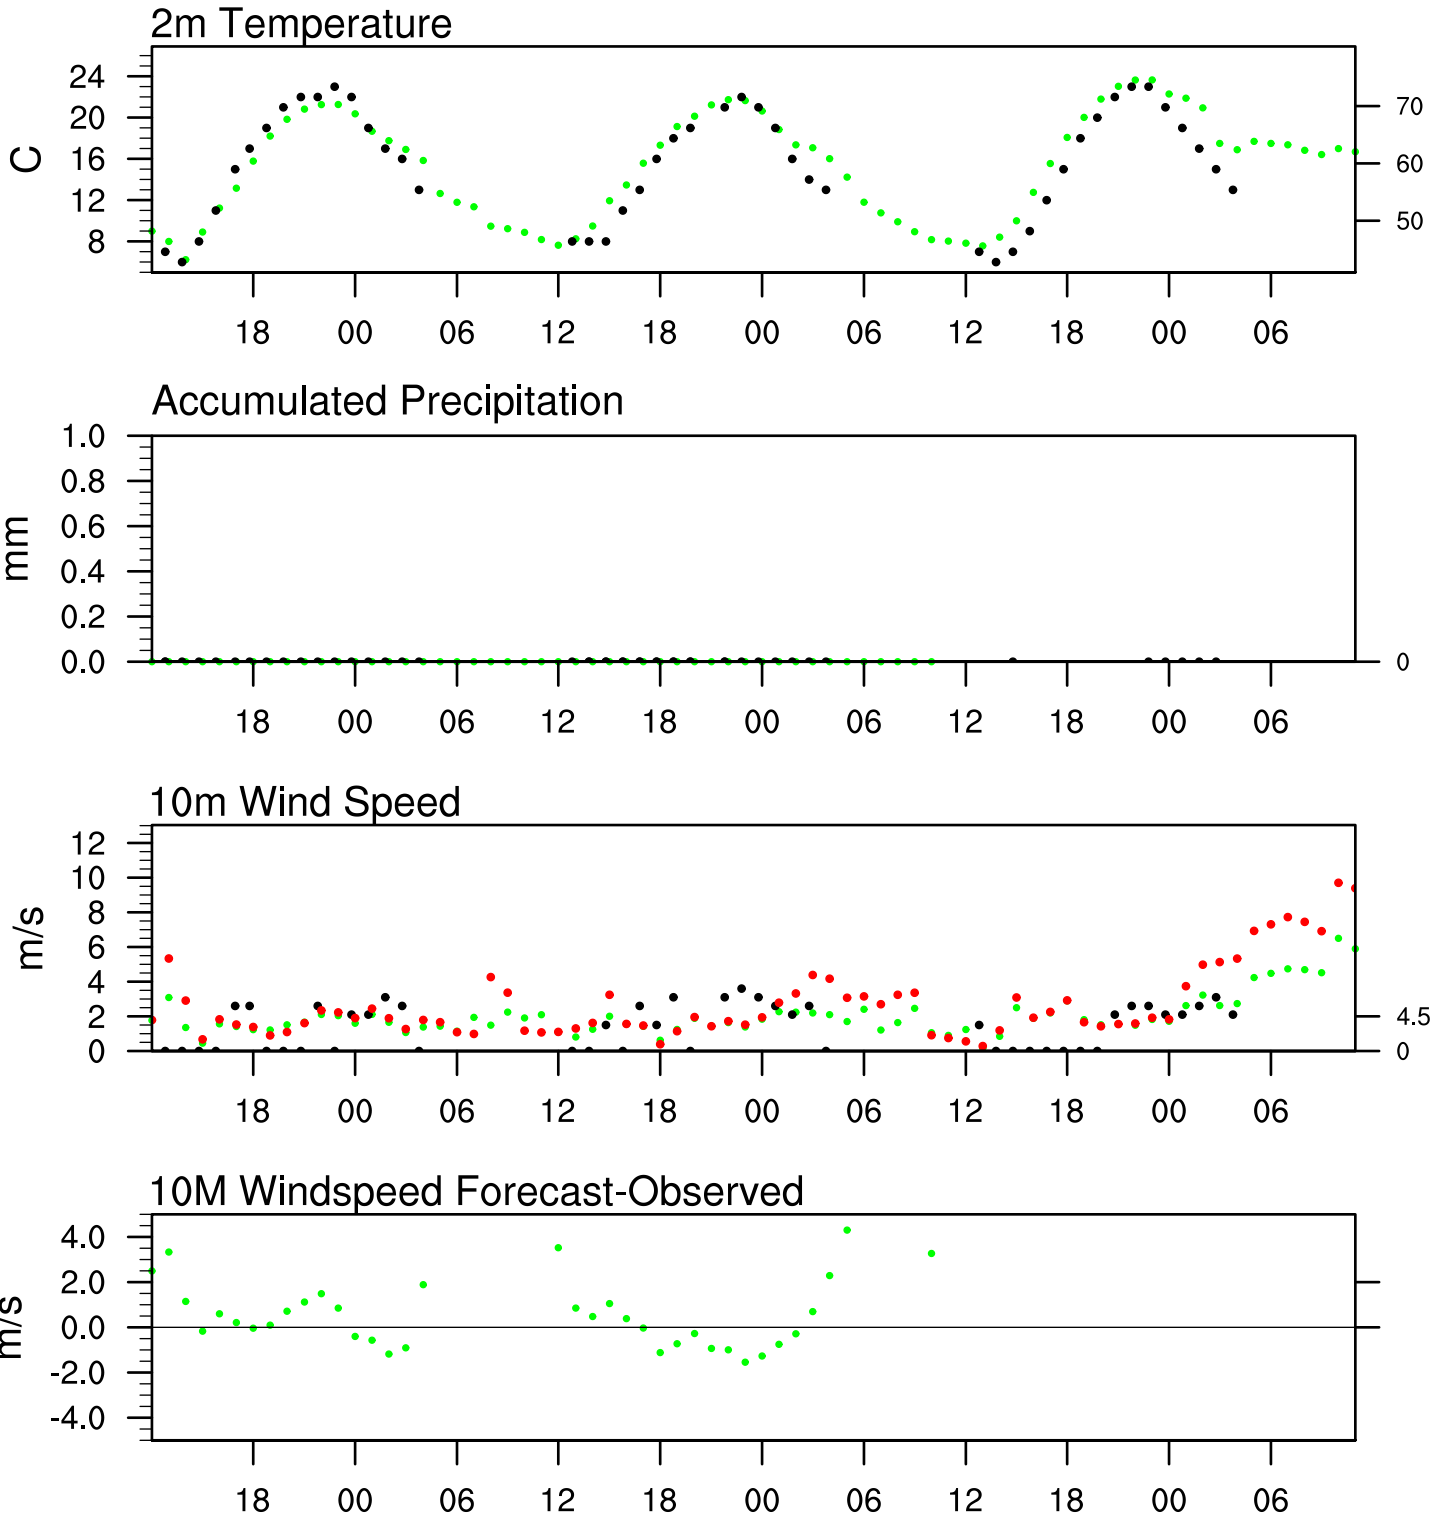 2m Temperature
24
20
16
12
8
C
70
60
50
18 00 06 12 18 00 06 12 18 00 06
Accumulated Precipitation
1.0
0.8
0.6
0.4
0.2
0.0
mm
0
18 00 06 12 18 00 06 12 18 00 06
10m Wind Speed
12
10
8
6
4
2
0
m/s
4.5
0
18 00 06 12 18 00 06 12 18 00 06
10M Windspeed Forecast-Observed
4.0
2.0
0.0
-2.0
-4.0
m/s
18 00 06 12 18 00 06 12 18 00 06